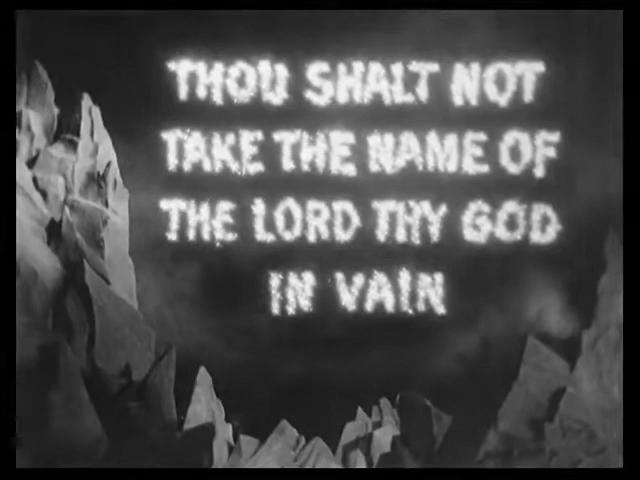 THOU SHALT NOT
TAKE THE NAME OF
THE LORD THY GOD
IN VAIN